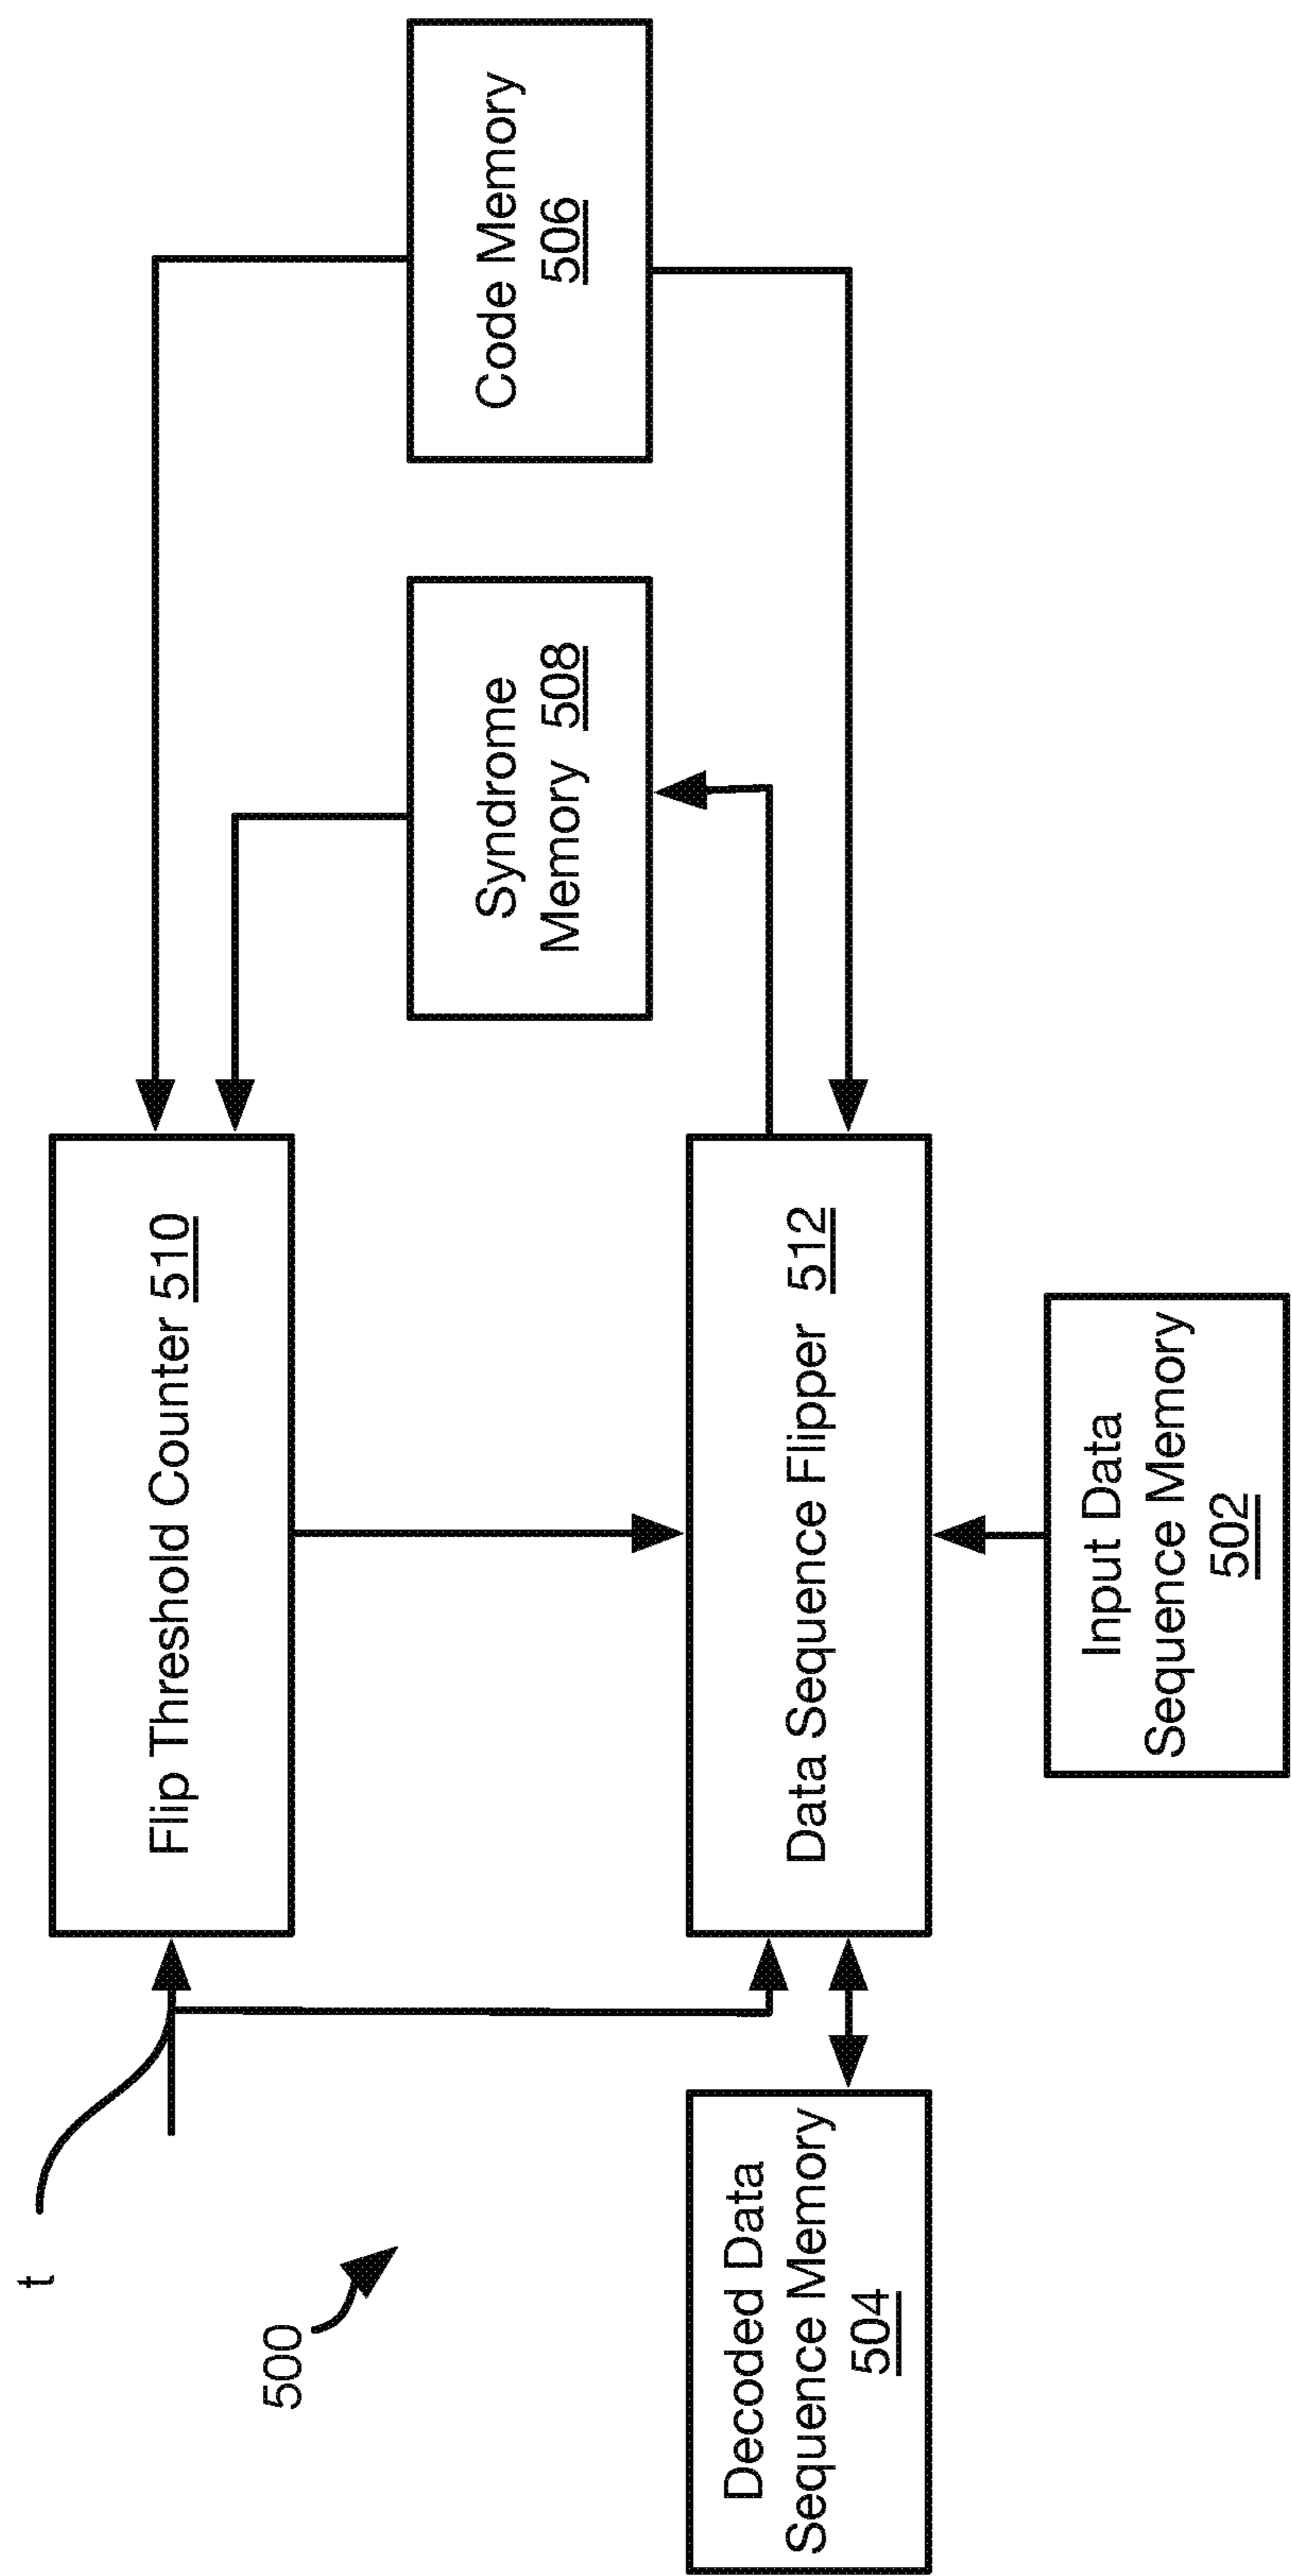 t
500
Flip Threshold Counter 510
Data Sequence Flipper 512
Decoded Data
Sequence Memory
504
Input Data
Sequence Memory
502
Syndrome
Memory 508
Code Memory
506